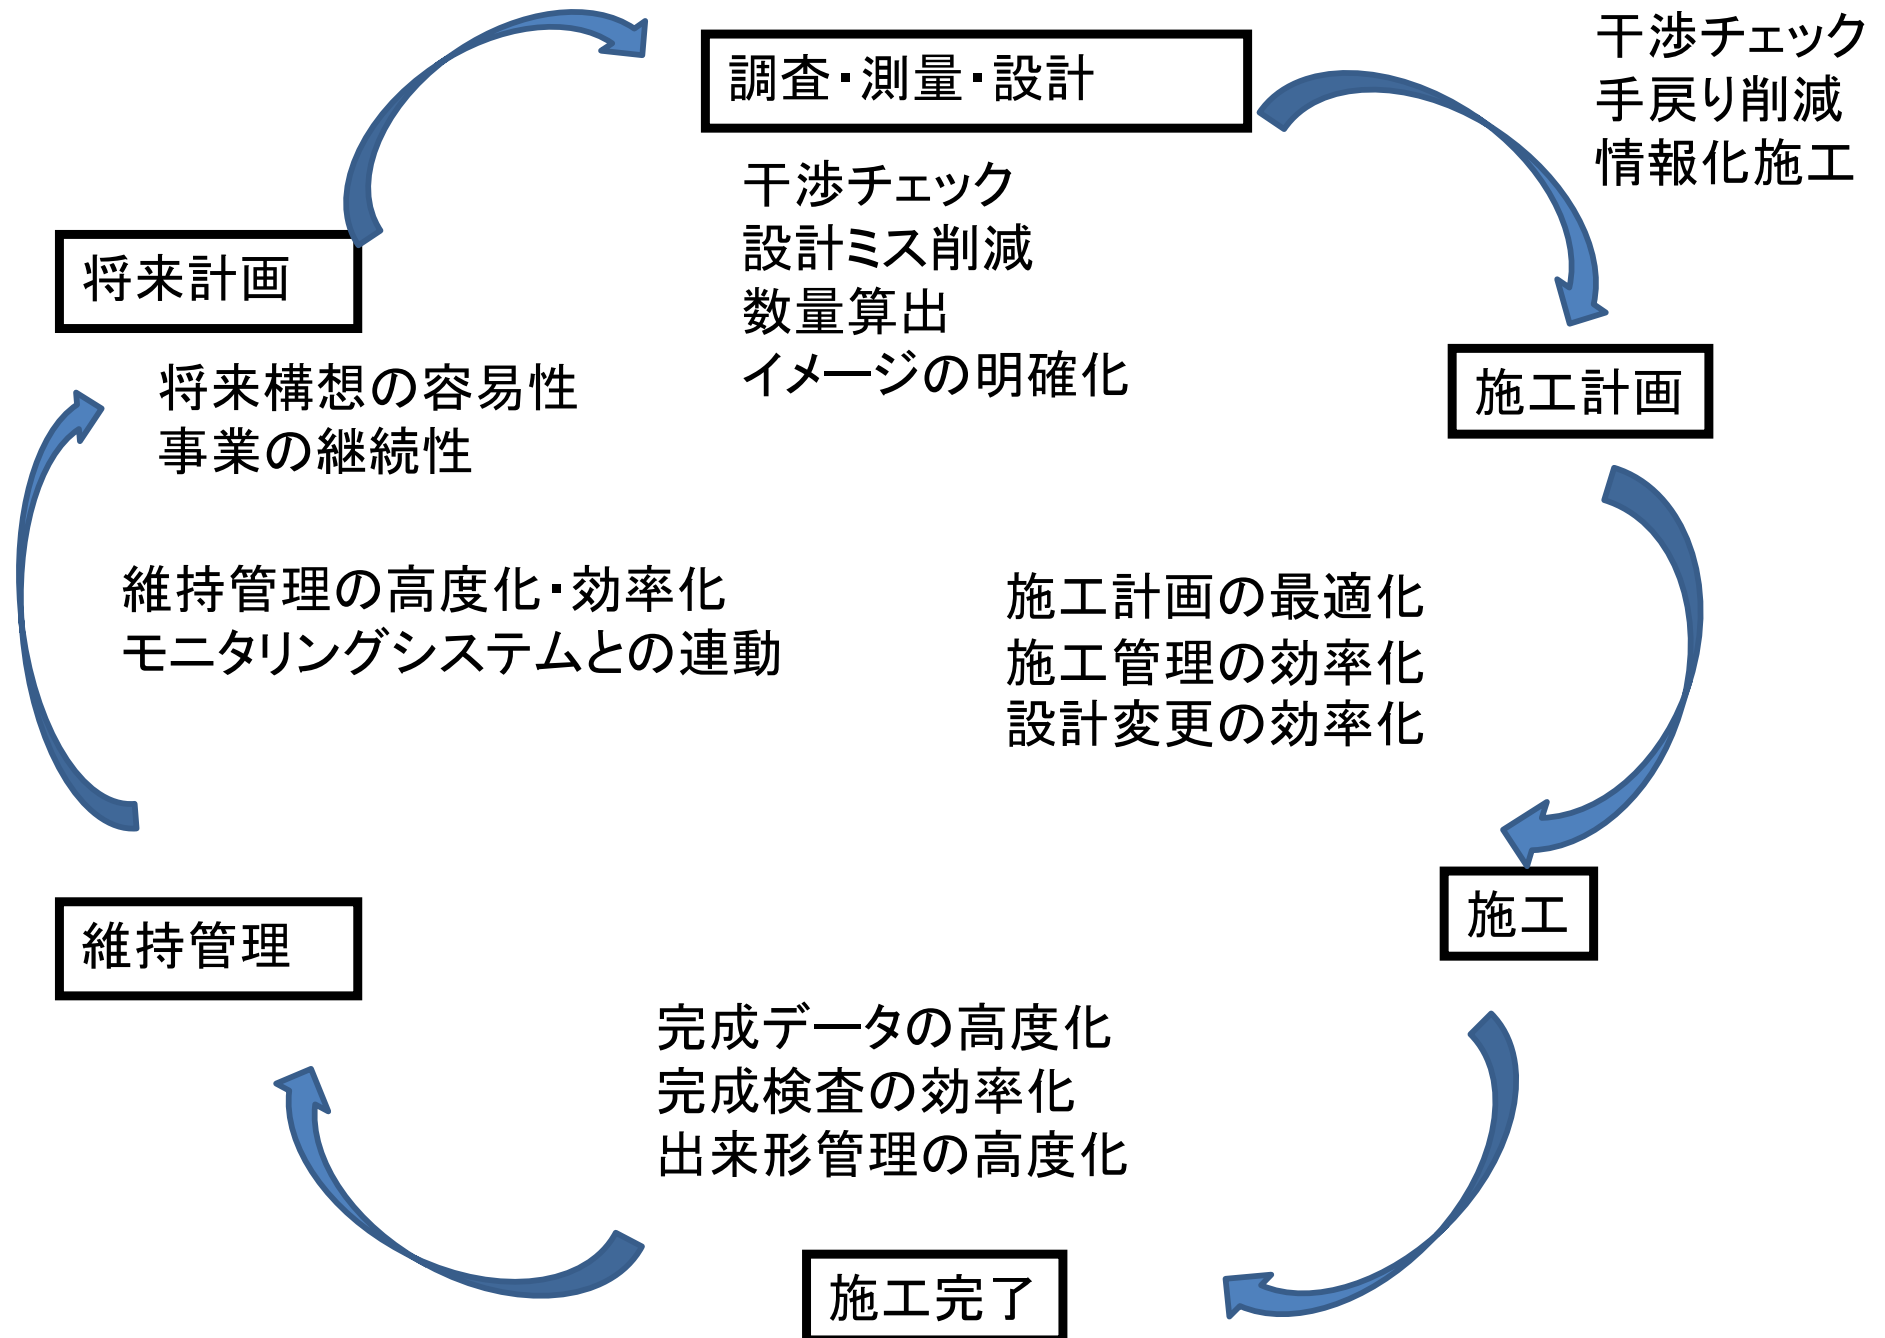 調査・測量・設計
干渉チェック
設計ミス削減
数量算出
イメージの明確化
干渉チェック
手戻り削減
情報化施工
施工計画
施工計画の最適化
施工管理の効率化
設計変更の効率化
施工
完成データの高度化
完成検査の効率化
出来形管理の高度化
施工完了
維持管理
維持管理の高度化・効率化
モニタリングシステムとの連動
将来計画
将来構想の容易性
事業の継続性